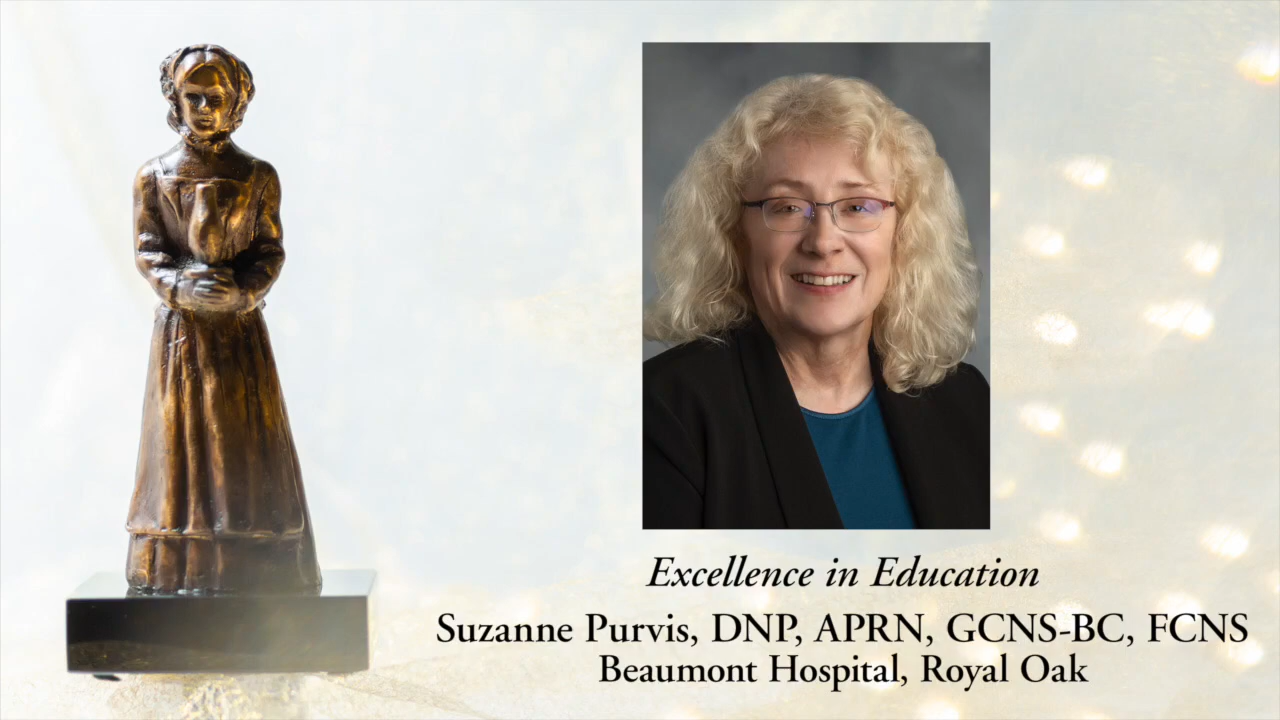 Excellence in Education
Suzanne Purvis, DNP, APRN, GCNS-BC, FCNS
Beaumont Hospital, Royal Oak